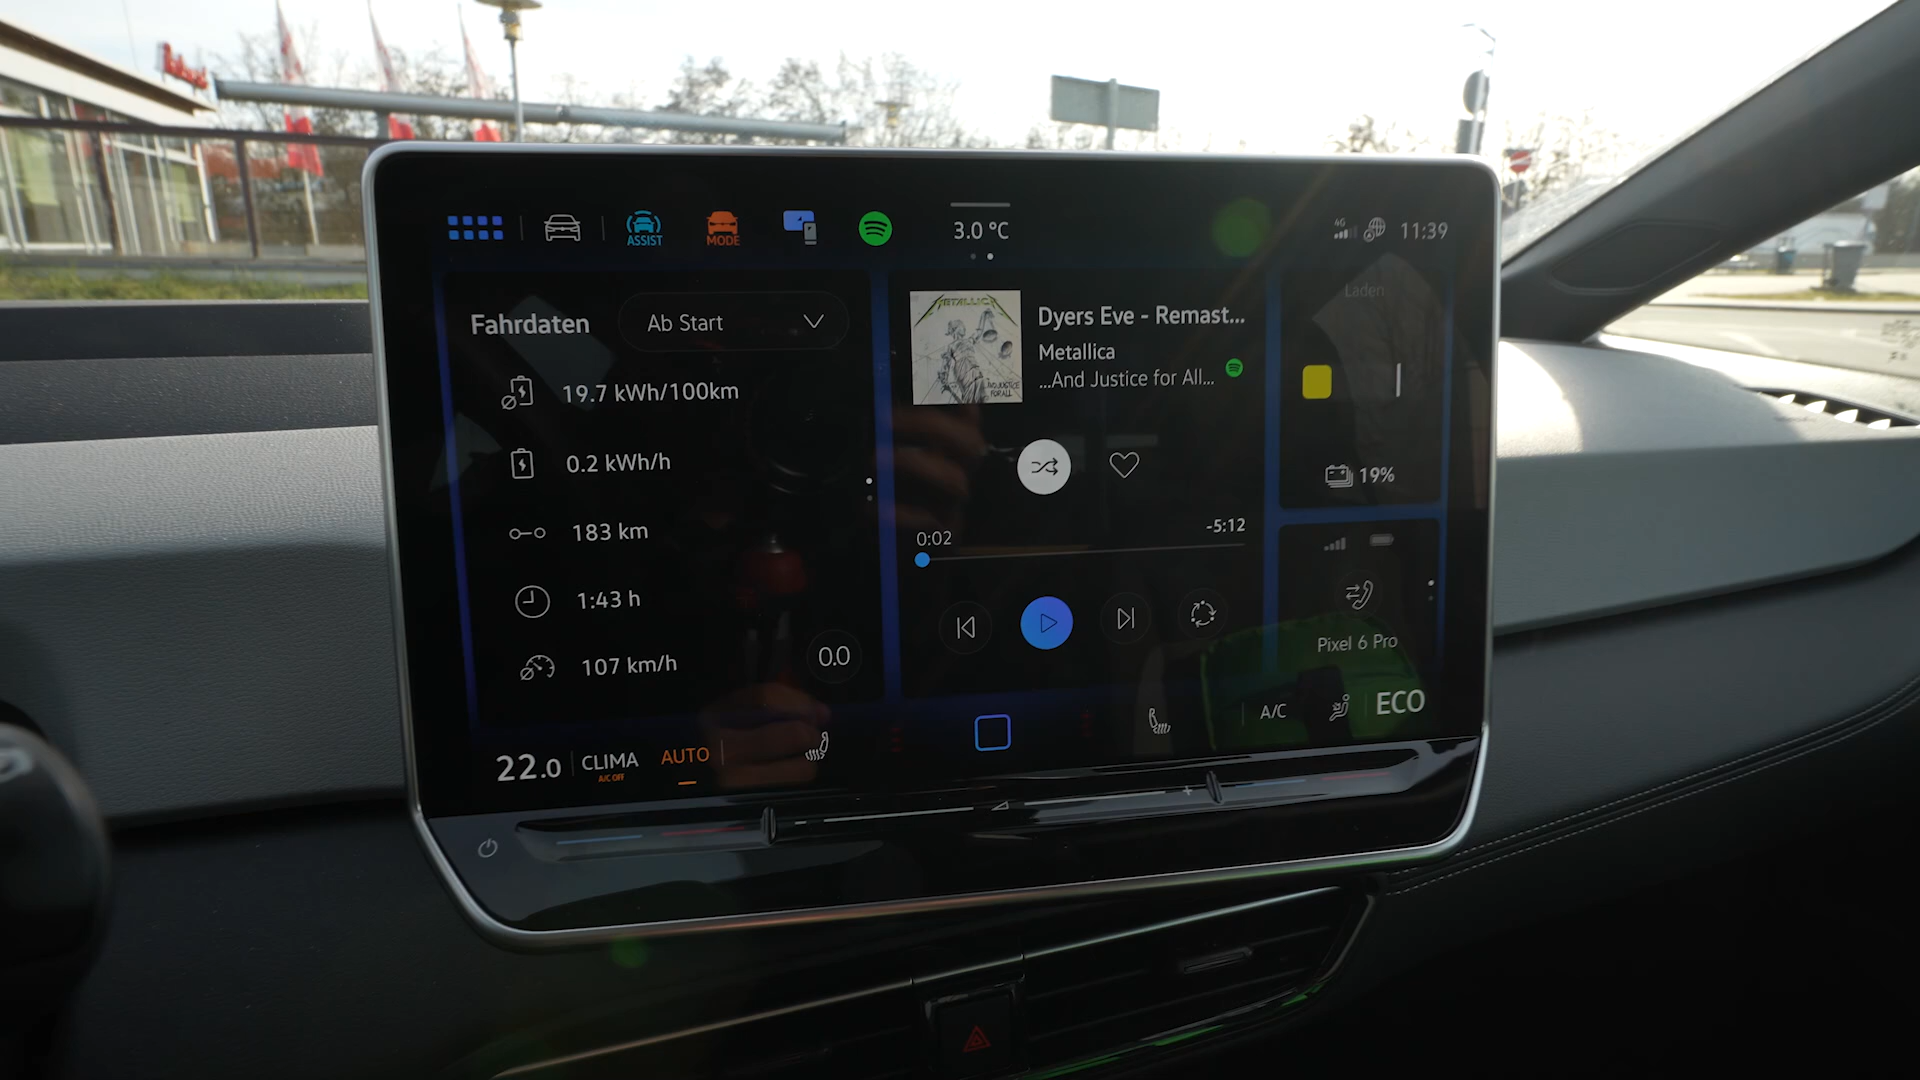 ASSIST
MODE
3.0 °C
4G
11:39
Fahrdaten
Ab Start
19.7 kWh/100km
0.2 kWh/h
183 km
1:43 h
107 km/h
0.0
METALLICA
Dyers Eve - Remast...
Metallica
...And Justice for All...
0:02
-5:12
Laden
19%
Pixel 6 Pro
22.0
CLIMA
A/C OFF
AUTO
A/C
ECO